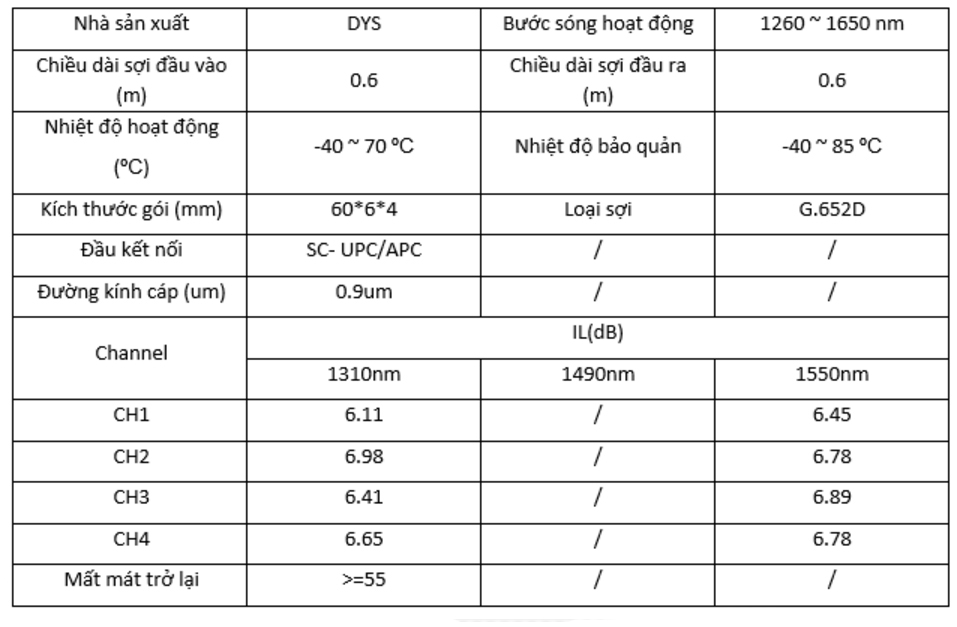 Nhà sản xuất DYS Bước sóng hoạt động 1260 ~ 1650 nm
Chiều dài sợi đầu vào (m) 0.6 Chiều dài sợi đầu ra (m) 0.6
Nhiệt độ hoạt động (ºC) -40 ~ 70 ºC Nhiệt độ bảo quản -40 ~ 85 ºC
Kích thước gói (mm) 60*6*4 Loại sợi G.652D
Đầu kết nối SC- UPC/APC / /
Đường kính cáp (um) 0.9um / /
Channel IL(dB)
1310nm 1490nm 1550nm
CH1 6.11 / 6.45
CH2 6.98 / 6.78
CH3 6.41 / 6.89
CH4 6.65 / 6.78
Mất mát trở lại >=55 / /